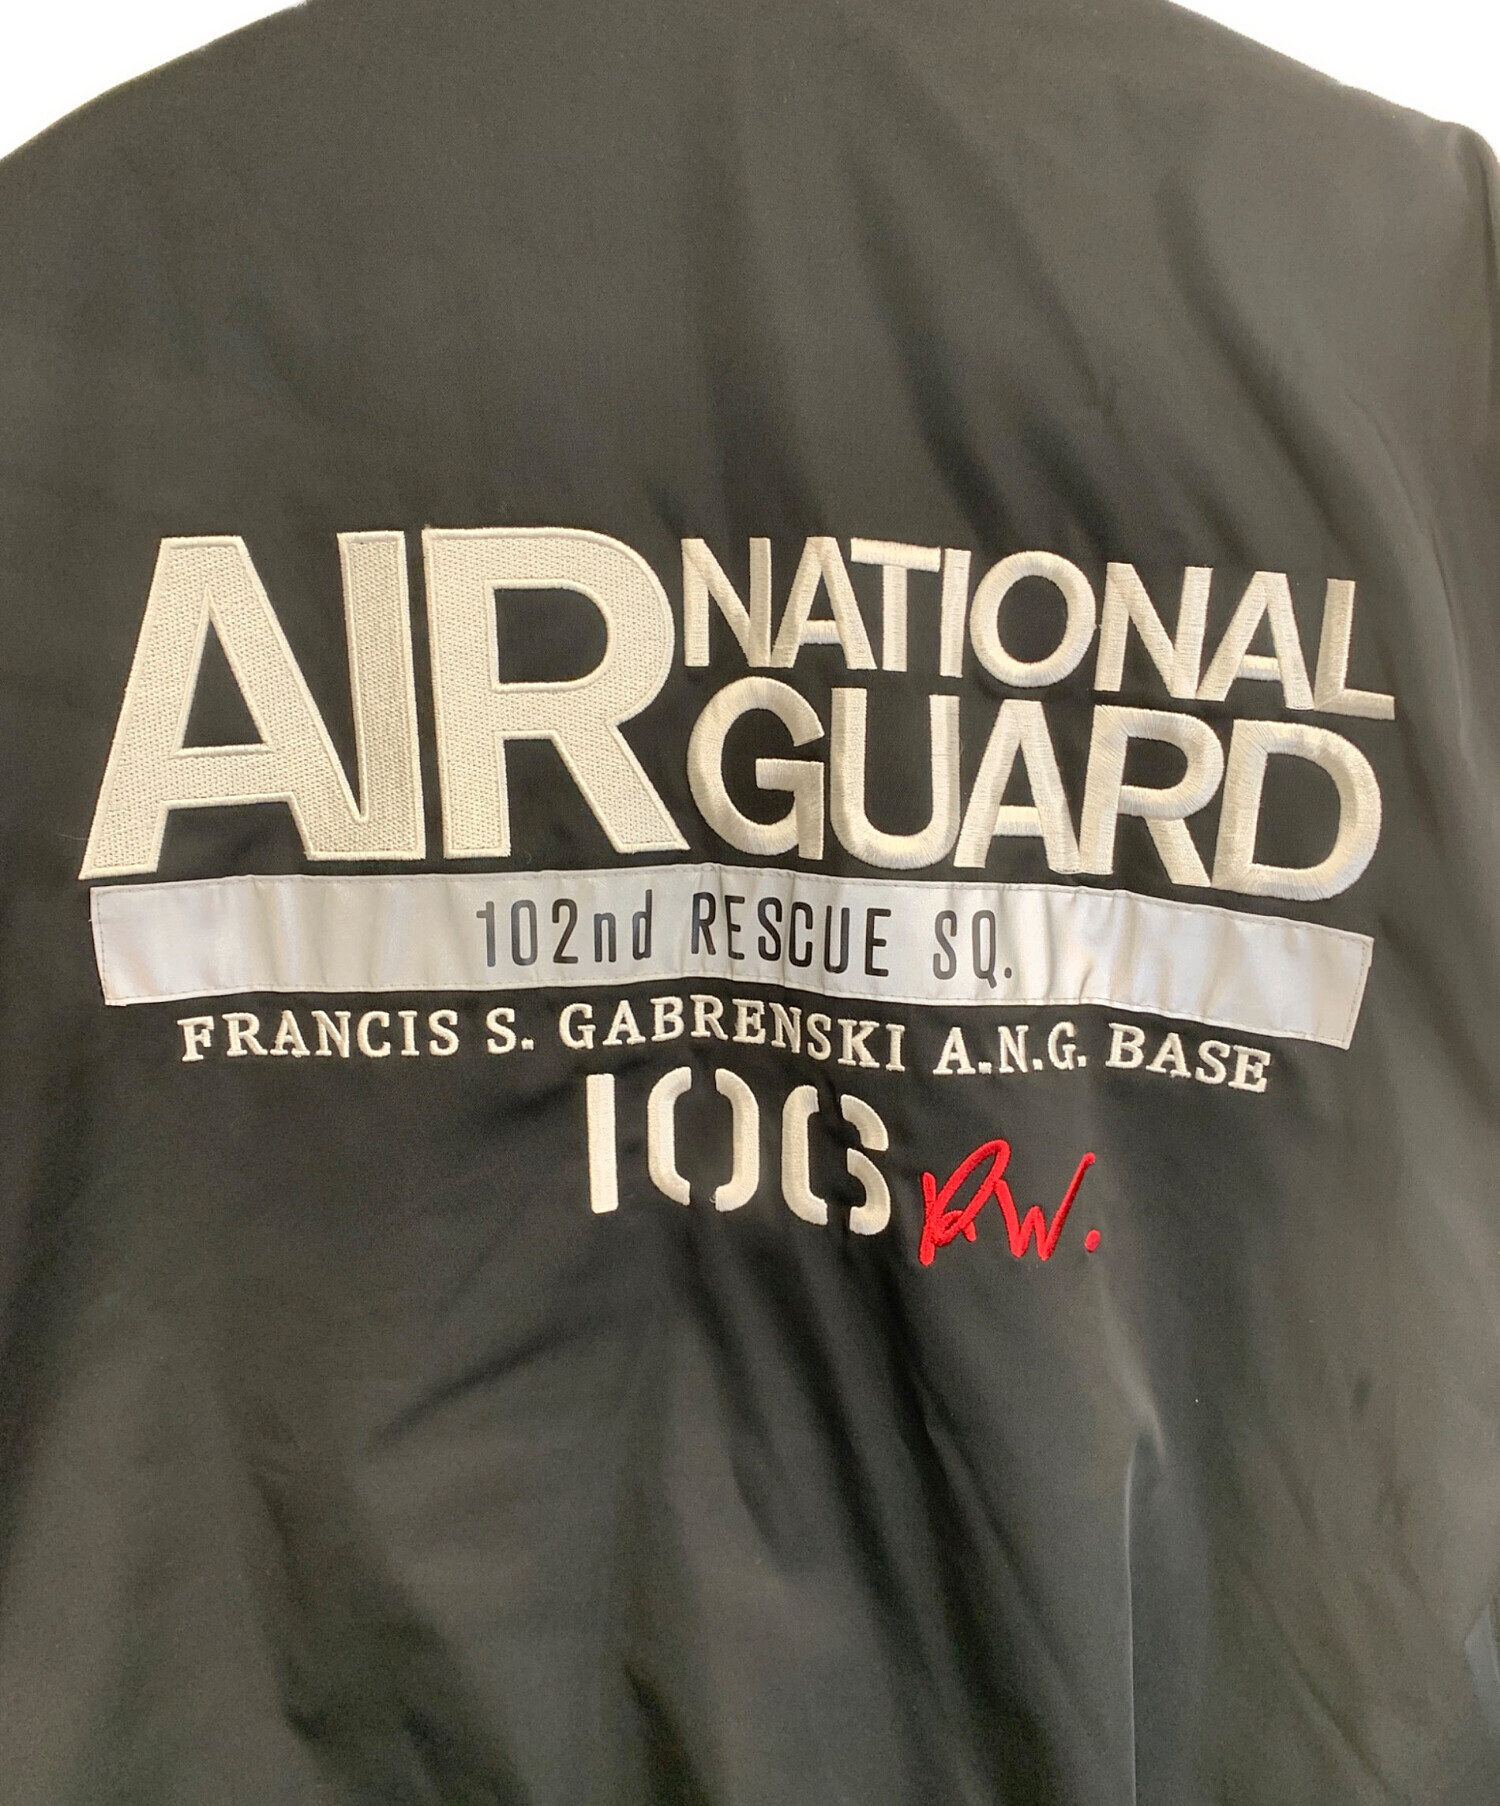 AIR NATIONAL
GUARD
102nd RESCUE SQ.
FRANCIS S. GABRENSKI A.N.G. BASE
106 R.W.